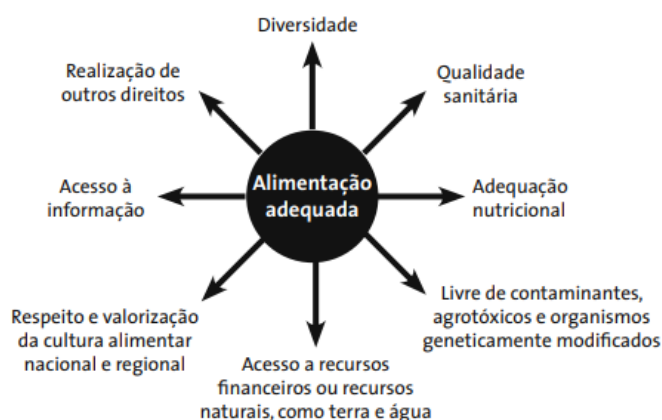 Diversidade
Qualidade
sanitária
Adequação
nutricional
Livre de contaminantes,
agrotóxicos e organismos
geneticamente modificados
Acesso a recursos
financeiros ou recursos
naturais, como terra e água
Respeito e valorização
da cultura alimentar
nacional e regional
Acesso à
informação
Realização de
outros direitos
Alimentação
adequada